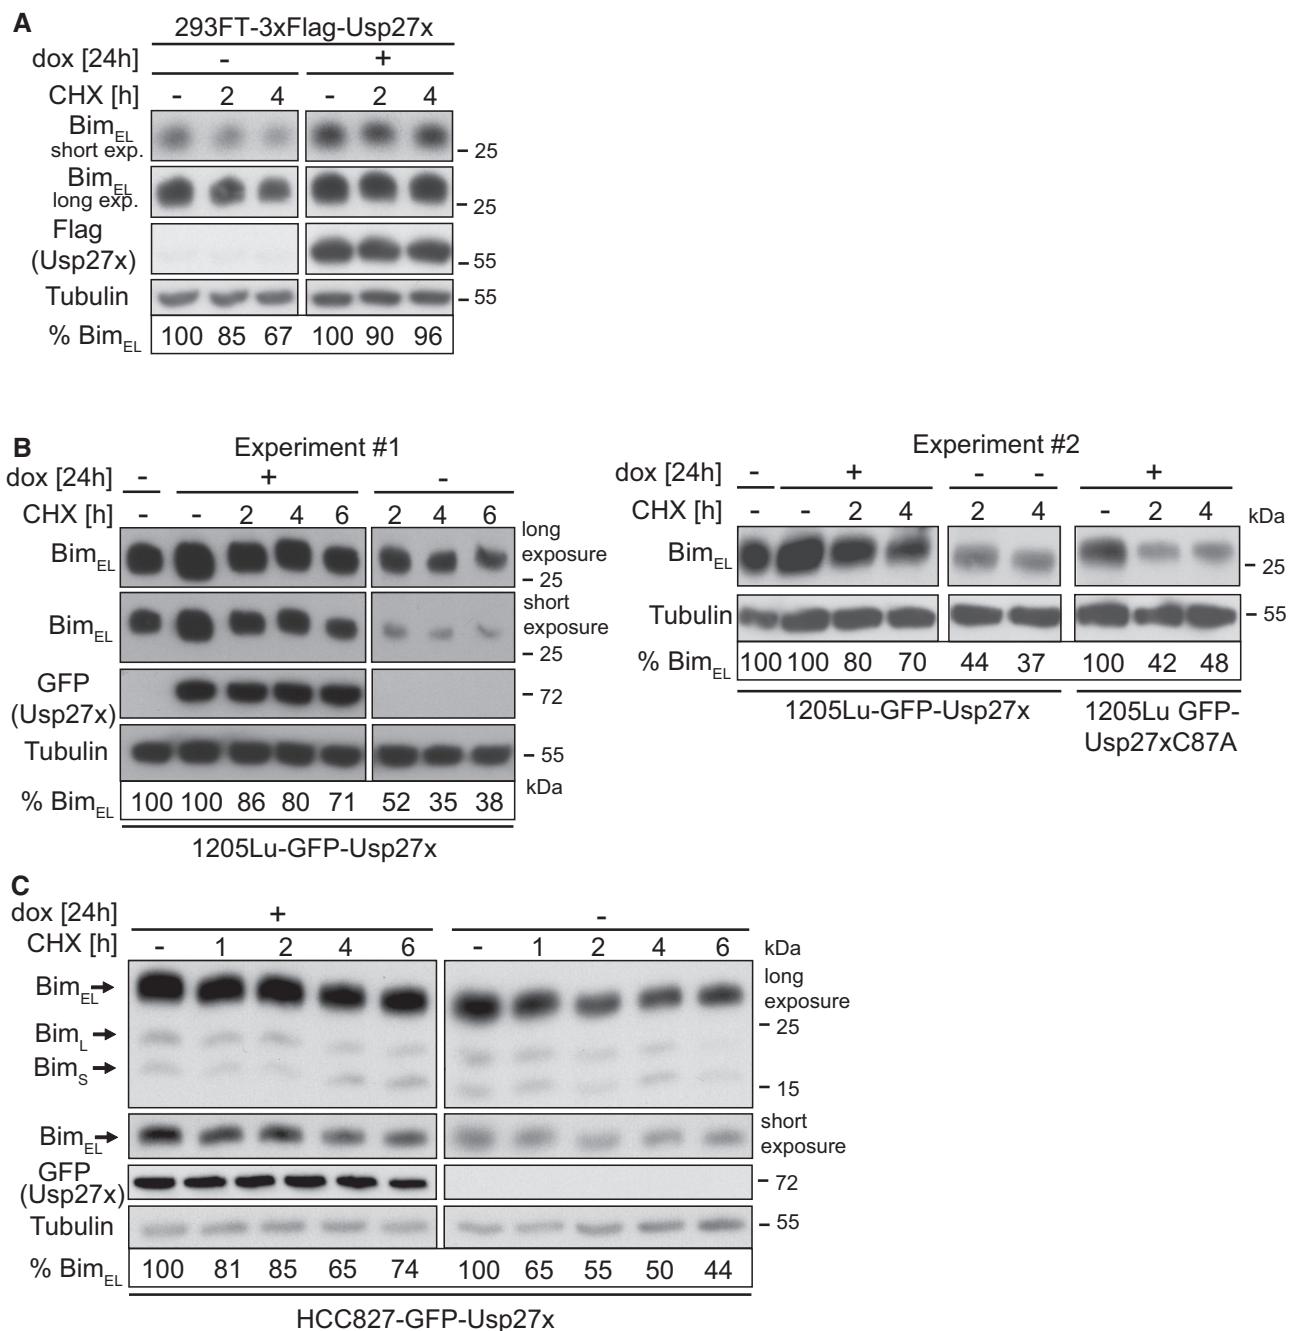 A
293FT-3xFlag-Usp27x
dox [24h] - +
CHX [h] - 2 4 - 2 4
BimEL short exp. - 25
BimEL long exp. - 25
Flag (Usp27x) - 55
Tubulin - 55
% BimEL 100 85 67 100 90 96
B
Experiment #1
dox [24h] - + -
CHX [h] - - 2 4 6 2 4 6
BimEL long exposure - 25
BimEL short exposure - 25
GFP (Usp27x) - 72
Tubulin - 55
kDa
% BimEL 100 100 86 80 71 52 35 38
1205Lu-GFP-Usp27x
Experiment #2
dox [24h] - + - - +
CHX [h] - - 2 4 2 4 - 2 4 kDa
BimEL - 25
Tubulin - 55
% BimEL 100 100 80 70 44 37 100 42 48
1205Lu-GFP-Usp27x
1205Lu GFP-
Usp27xC87A
C
dox [24h] + -
CHX [h] - 1 2 4 6 - 1 2 4 6 kDa
BimEL long exposure
- 25
BimL
BimS
- 15
BimEL short exposure
GFP (Usp27x) - 72
Tubulin - 55
% BimEL 100 81 85 65 74 100 65 55 50 44
HCC827-GFP-Usp27x